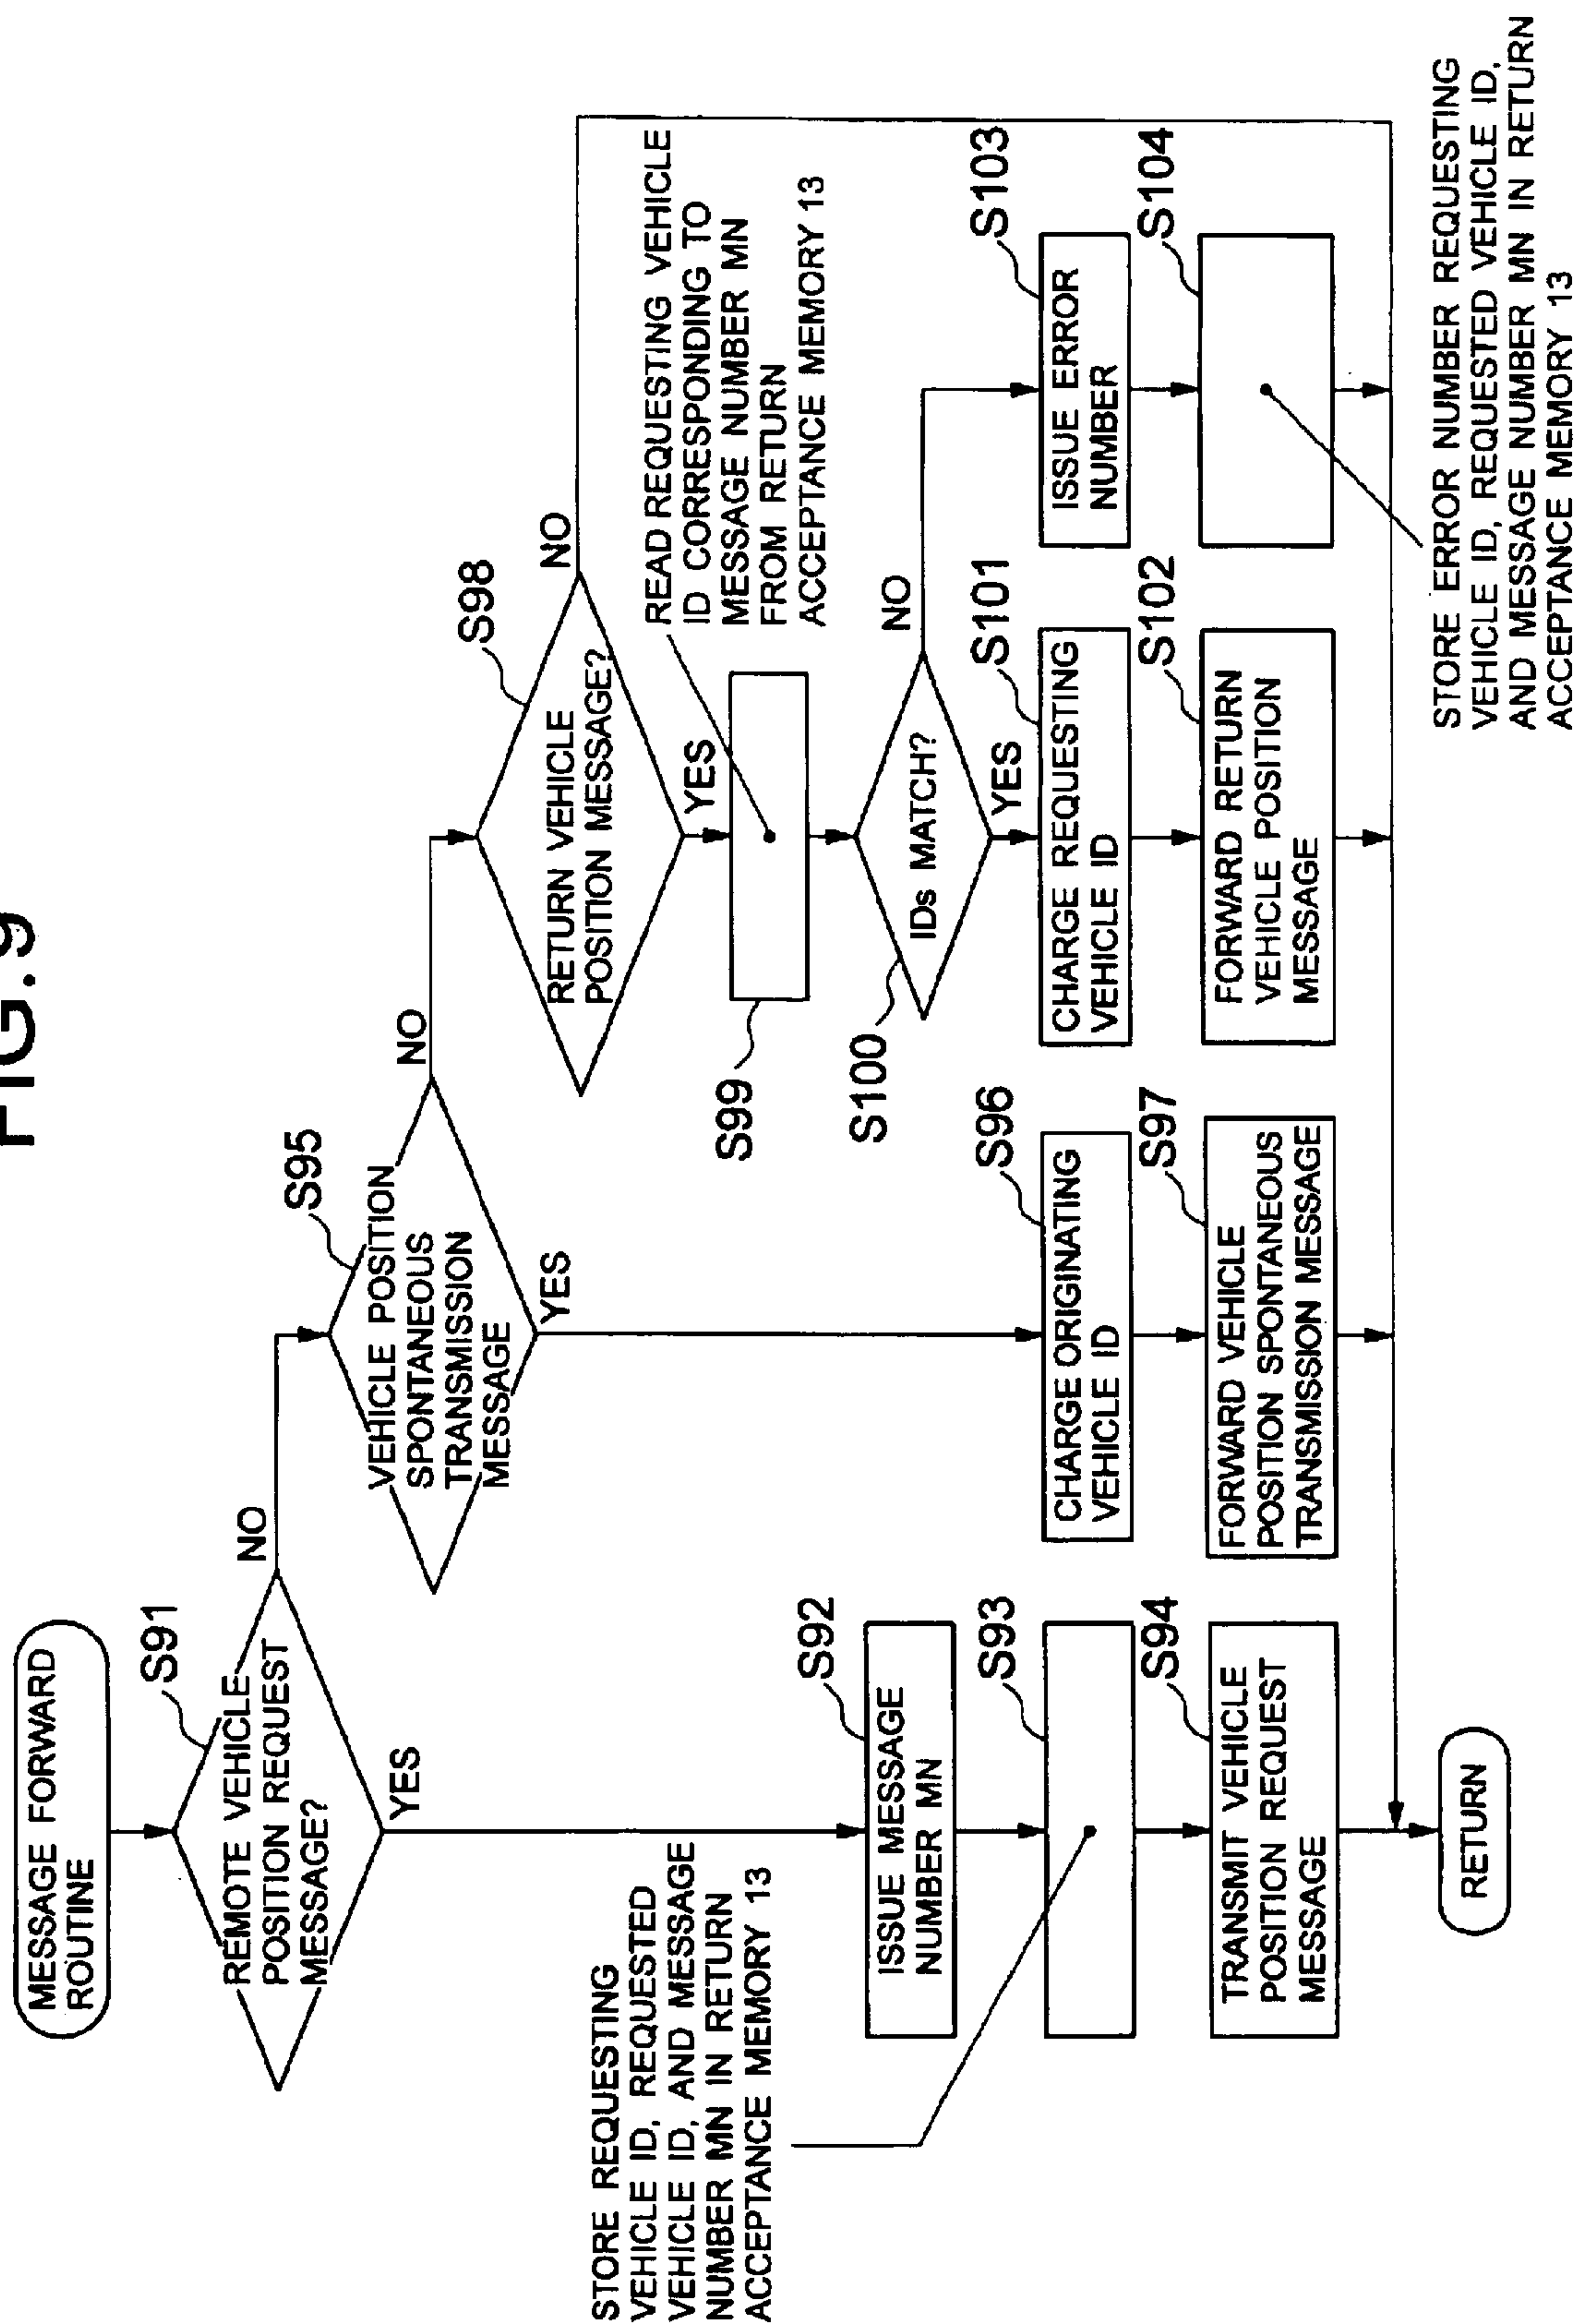 FIG.9
MESSAGE FORWARD
ROUTINE
S91
REMOTE VEHICLE
POSITION REQUEST
MESSAGE?
NO
YES
S95
VEHICLE POSITION
SPONTANEOUS
TRANSMISSION
MESSAGE
NO
YES
S98
RETURN VEHICLE
POSITION MESSAGE?
NO
YES
READ REQUESTING VEHICLE
ID CORRESPONDING TO
MESSAGE NUMBER MN
FROM RETURN
ACCEPTANCE MEMORY 13
S99
S100
IDs MATCH?
NO
YES
STORE REQUESTING
VEHICLE ID, REQUESTED
VEHICLE ID, AND MESSAGE
NUMBER MN IN RETURN
ACCEPTANCE MEMORY 13
S92
ISSUE MESSAGE
NUMBER MN
S93
S94
TRANSMIT VEHICLE
POSITION REQUEST
MESSAGE
S96
CHARGE ORIGINATING
VEHICLE ID
S97
FORWARD VEHICLE
POSITION SPONTANEOUS
TRANSMISSION MESSAGE
S101
CHARGE REQUESTING
VEHICLE ID
S102
FORWARD RETURN
VEHICLE POSITION
MESSAGE
S103
ISSUE ERROR
NUMBER
S104
STORE ERROR NUMBER REQUESTING
VEHICLE ID, REQUESTED VEHICLE ID,
AND MESSAGE NUMBER MN IN RETURN
ACCEPTANCE MEMORY 13
RETURN